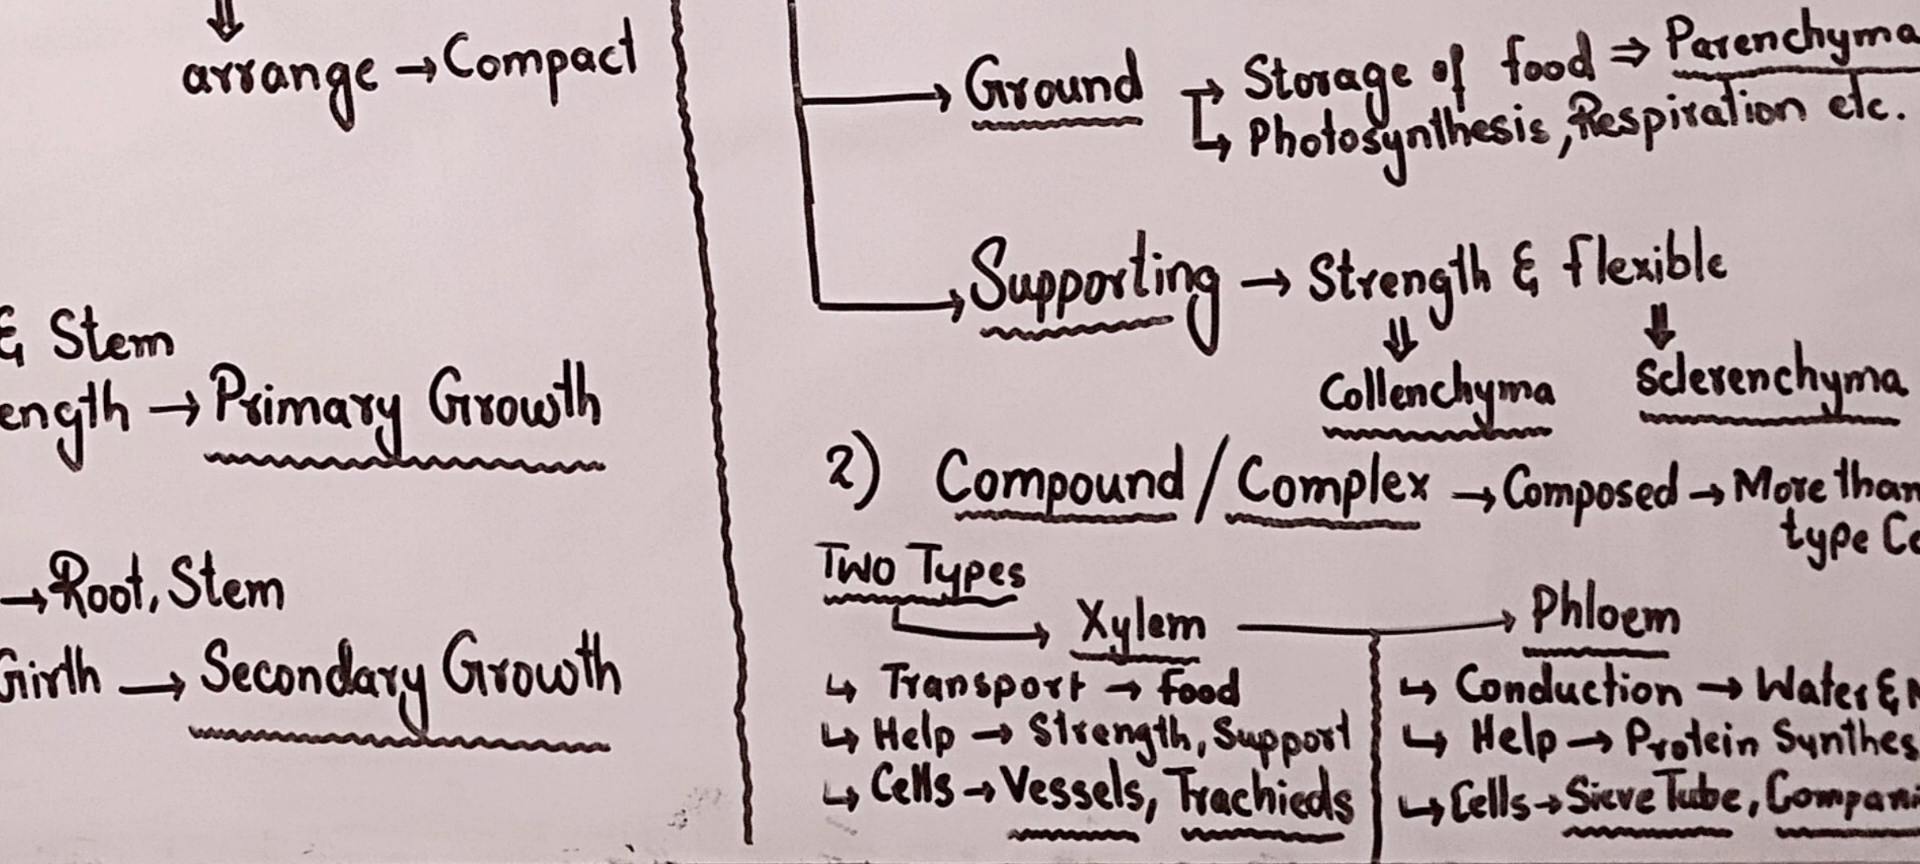 arrange → Compact
& Stem
ength → Primary Growth
→ Root, Stem
Girth → Secondary Growth
→ Ground → Storage of food ⇒ Parenchyma
↳ Photosynthesis, Respiration etc.
→ Supporting → Strength & flexible
⇓ ⇓
Collenchyma Sclerenchyma
2) Compound / Complex → Composed → More than
type
Two Types
→ Xylem → Phloem
↳ Transport → food
↳ Help → Strength, Support
↳ Cells → Vessels, Trachieds
↳ Conduction → Water &
↳ Help → Protein Synthes
↳ Cells → Sieve Tube, Compani